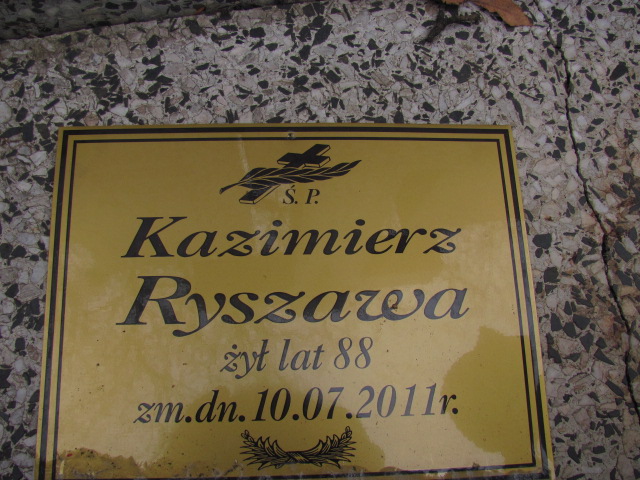 Ś. P.
Kazimierz
Ryszawa
żył lat 88
zm.dn.10.07.2011r.